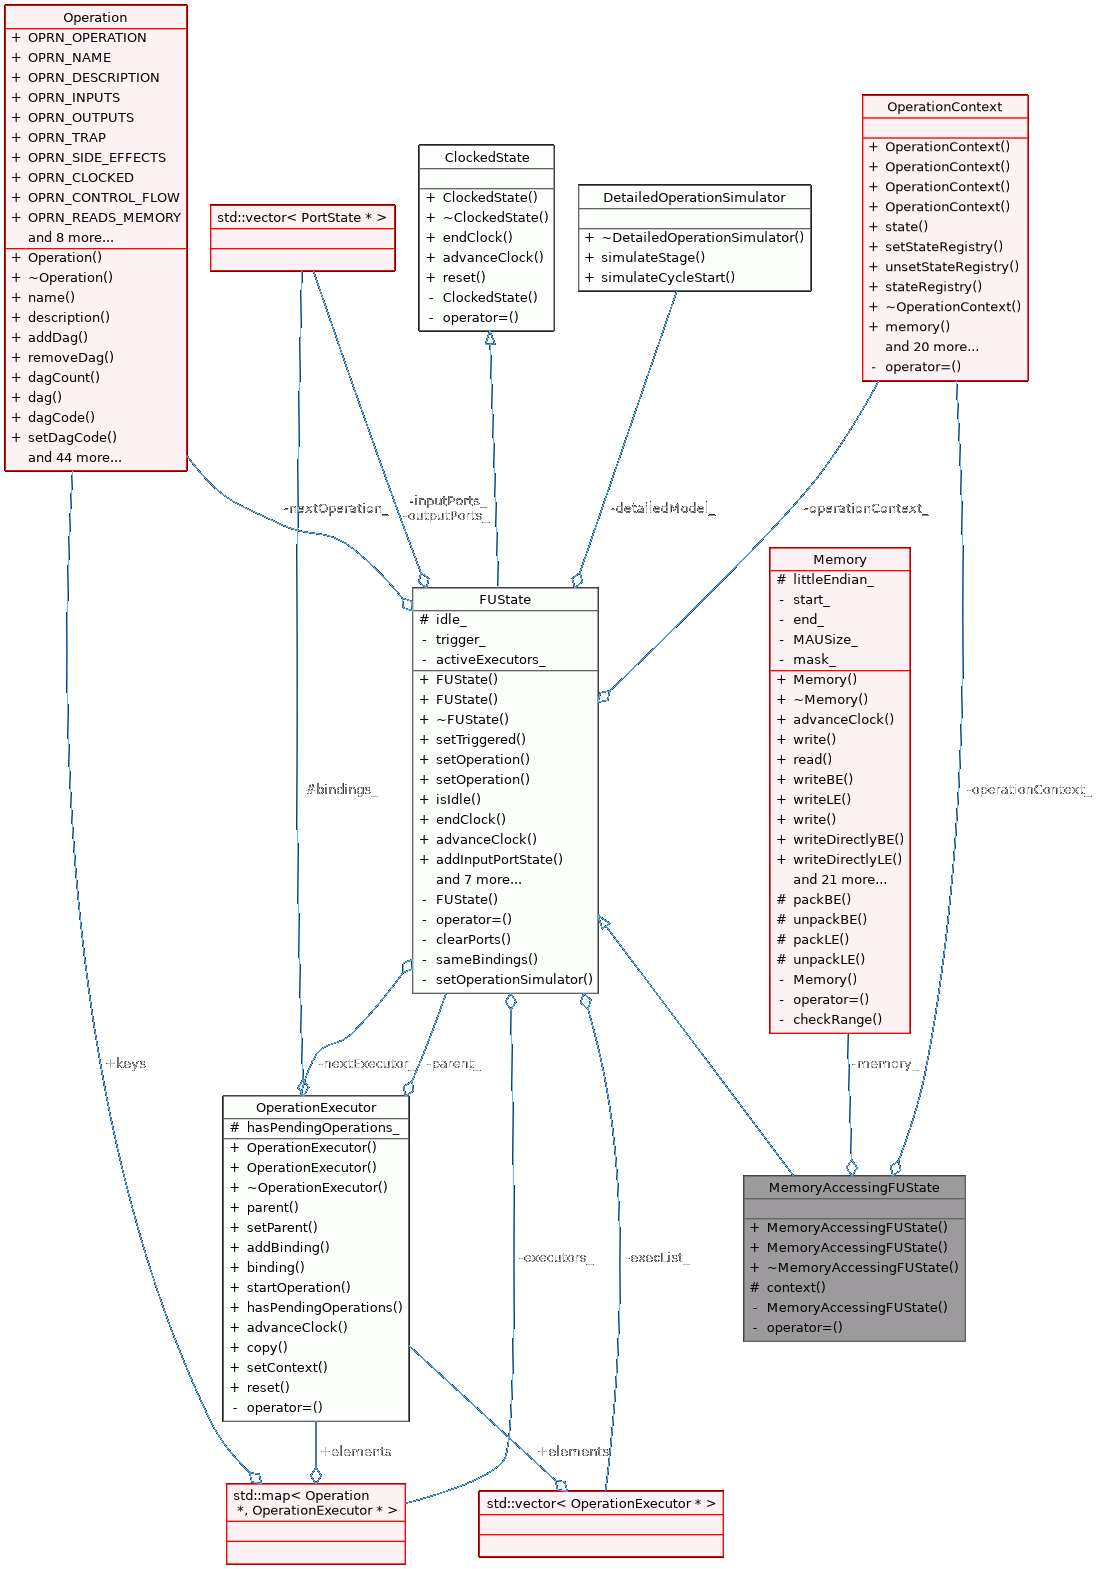 Operation
+ OPRN_OPERATION
+ OPRN_NAME
+ OPRN_DESCRIPTION
+ OPRN_INPUTS
+ OPRN_OUTPUTS
+ OPRN_TRAP
+ OPRN_SIDE_EFFECTS
+ OPRN_CLOCKED
+ OPRN_CONTROL_FLOW
+ OPRN_READS_MEMORY
and 8 more...
+ Operation()
+ ~Operation()
+ name()
+ description()
+ addDag()
+ removeDag()
+ dagCount()
+ dag()
+ dagCode()
+ setDagCode()
and 44 more...
std::vector< PortState * >
ClockedState
+ ClockedState()
+ ~ClockedState()
+ endClock()
+ advanceClock()
+ reset()
- ClockedState()
- operator=()
DetailedOperationSimulator
+ ~DetailedOperationSimulator()
+ simulateStage()
+ simulateCycleStart()
OperationContext
+ OperationContext()
+ OperationContext()
+ OperationContext()
+ OperationContext()
+ state()
+ setStateRegistry()
+ unsetStateRegistry()
+ stateRegistry()
+ ~OperationContext()
+ memory()
and 20 more...
- operator=()
-nextOperation_
-inputPorts_
-outputPorts_
-detailedModel_
-operationContext_
FUState
# idle_
- trigger_
- activeExecutors_
+ FUState()
+ FUState()
+ ~FUState()
+ setTriggered()
+ setOperation()
+ setOperation()
+ isIdle()
+ endClock()
+ advanceClock()
+ addInputPortState()
and 7 more...
- FUState()
- operator=()
- clearPorts()
- sameBindings()
- setOperationSimulator()
Memory
# littleEndian_
- start_
- end_
- MAUSize_
- mask_
+ Memory()
+ ~Memory()
+ advanceClock()
+ write()
+ read()
+ writeBE()
+ writeLE()
+ write()
+ writeDirectlyBE()
+ writeDirectlyLE()
and 21 more...
# packBE()
# unpackBE()
# packLE()
# unpackLE()
- Memory()
- operator=()
- checkRange()
#bindings_
-operationContext_
+keys
-nextExecutor_
-parent_
-memory_
OperationExecutor
# hasPendingOperations_
+ OperationExecutor()
+ OperationExecutor()
+ ~OperationExecutor()
+ parent()
+ setParent()
+ addBinding()
+ binding()
+ startOperation()
+ hasPendingOperations()
+ advanceClock()
+ copy()
+ setContext()
+ reset()
- operator=()
-executors_
-execList_
MemoryAccessingFUState
+ MemoryAccessingFUState()
+ MemoryAccessingFUState()
+ ~MemoryAccessingFUState()
# context()
- MemoryAccessingFUState()
- operator=()
+elements
+elements
std::map< Operation
*, OperationExecutor * >
std::vector< OperationExecutor * >